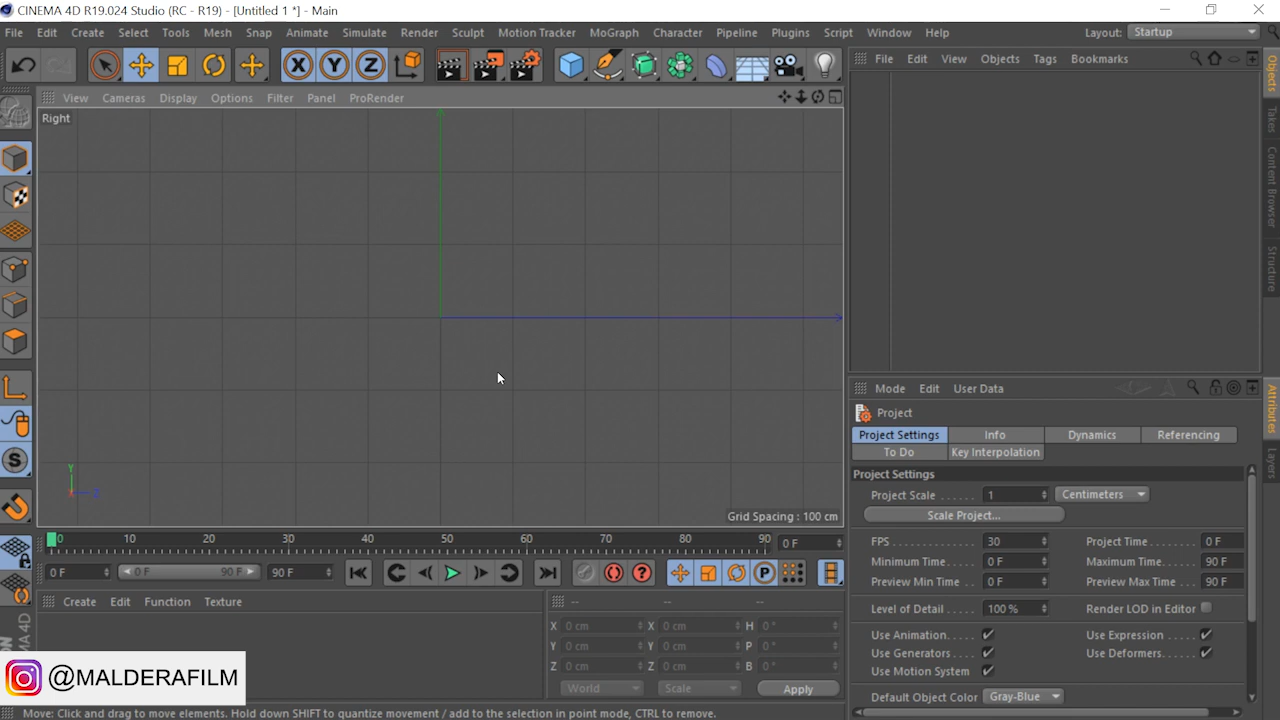 CINEMA 4D R19.024 Studio (RC - R19) - [Untitled 1 *] - Main
File Edit Create Select Tools Mesh Snap Animate Simulate Render Sculpt Motion Tracker MoGraph Character Pipeline Plugins Script Window Help Layout: Startup
X Y Z
File Edit View Objects Tags Bookmarks
View Cameras Display Options Filter Panel ProRender
Right
Objects
Takes
Content Browser
Structure
Y
Z
Grid Spacing : 100 cm
Mode Edit User Data
Attributes
Layers
Project
Project Settings Info Dynamics Referencing
To Do Key Interpolation
Project Settings
Project Scale ...... 1 Centimeters
Scale Project...
FPS 30 Project Time 0 F
Minimum Time 0 F Maximum Time 90 F
Preview Min Time 0 F Preview Max Time 90 F
Level of Detail 100 % Render LOD in Editor
Use Animation Use Expression
Use Generators Use Deformers
Use Motion System
Default Object Color Gray-Blue
0 10 20 30 40 50 60 70 80 90 0 F
0 F 0 F 90 F 90 F
P
S
Create Edit Function Texture
-- -- --
X 0 cm X 0 cm H 0 °
Y 0 cm Y 0 cm P 0 °
Z 0 cm Z 0 cm B 0 °
World Scale Apply
@MALDERAFILM
Move: Click and drag to move elements. Hold down SHIFT to quantize movement / add to the selection in point mode, CTRL to remove.